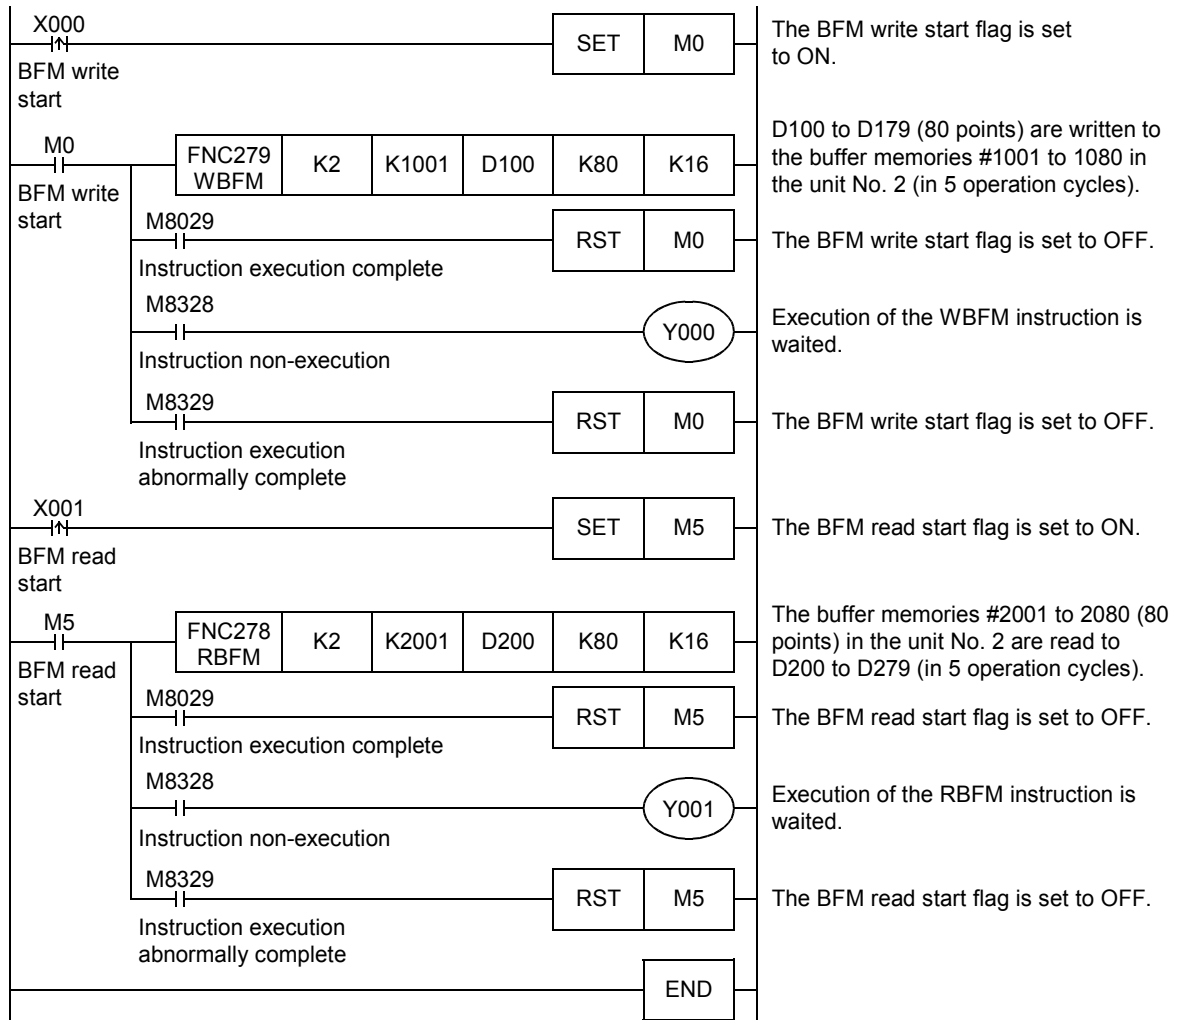 X000
SET M0
The BFM write start flag is set
to ON.
BFM write
start
M0
FNC279
WBFM
K2 K1001 D100 K80 K16
D100 to D179 (80 points) are written to
the buffer memories #1001 to 1080 in
the unit No. 2 (in 5 operation cycles).
BFM write
start
M8029
RST M0
The BFM write start flag is set to OFF.
Instruction execution complete
M8328
Y000
Execution of the WBFM instruction is
waited.
Instruction non-execution
M8329
RST M0
The BFM write start flag is set to OFF.
Instruction execution
abnormally complete
X001
SET M5
The BFM read start flag is set to ON.
BFM read
start
M5
FNC278
RBFM
K2 K2001 D200 K80 K16
The buffer memories #2001 to 2080 (80
points) in the unit No. 2 are read to
D200 to D279 (in 5 operation cycles).
BFM read
start
M8029
RST M5
The BFM read start flag is set to OFF.
Instruction execution complete
M8328
Y001
Execution of the RBFM instruction is
waited.
Instruction non-execution
M8329
RST M5
The BFM read start flag is set to OFF.
Instruction execution
abnormally complete
END